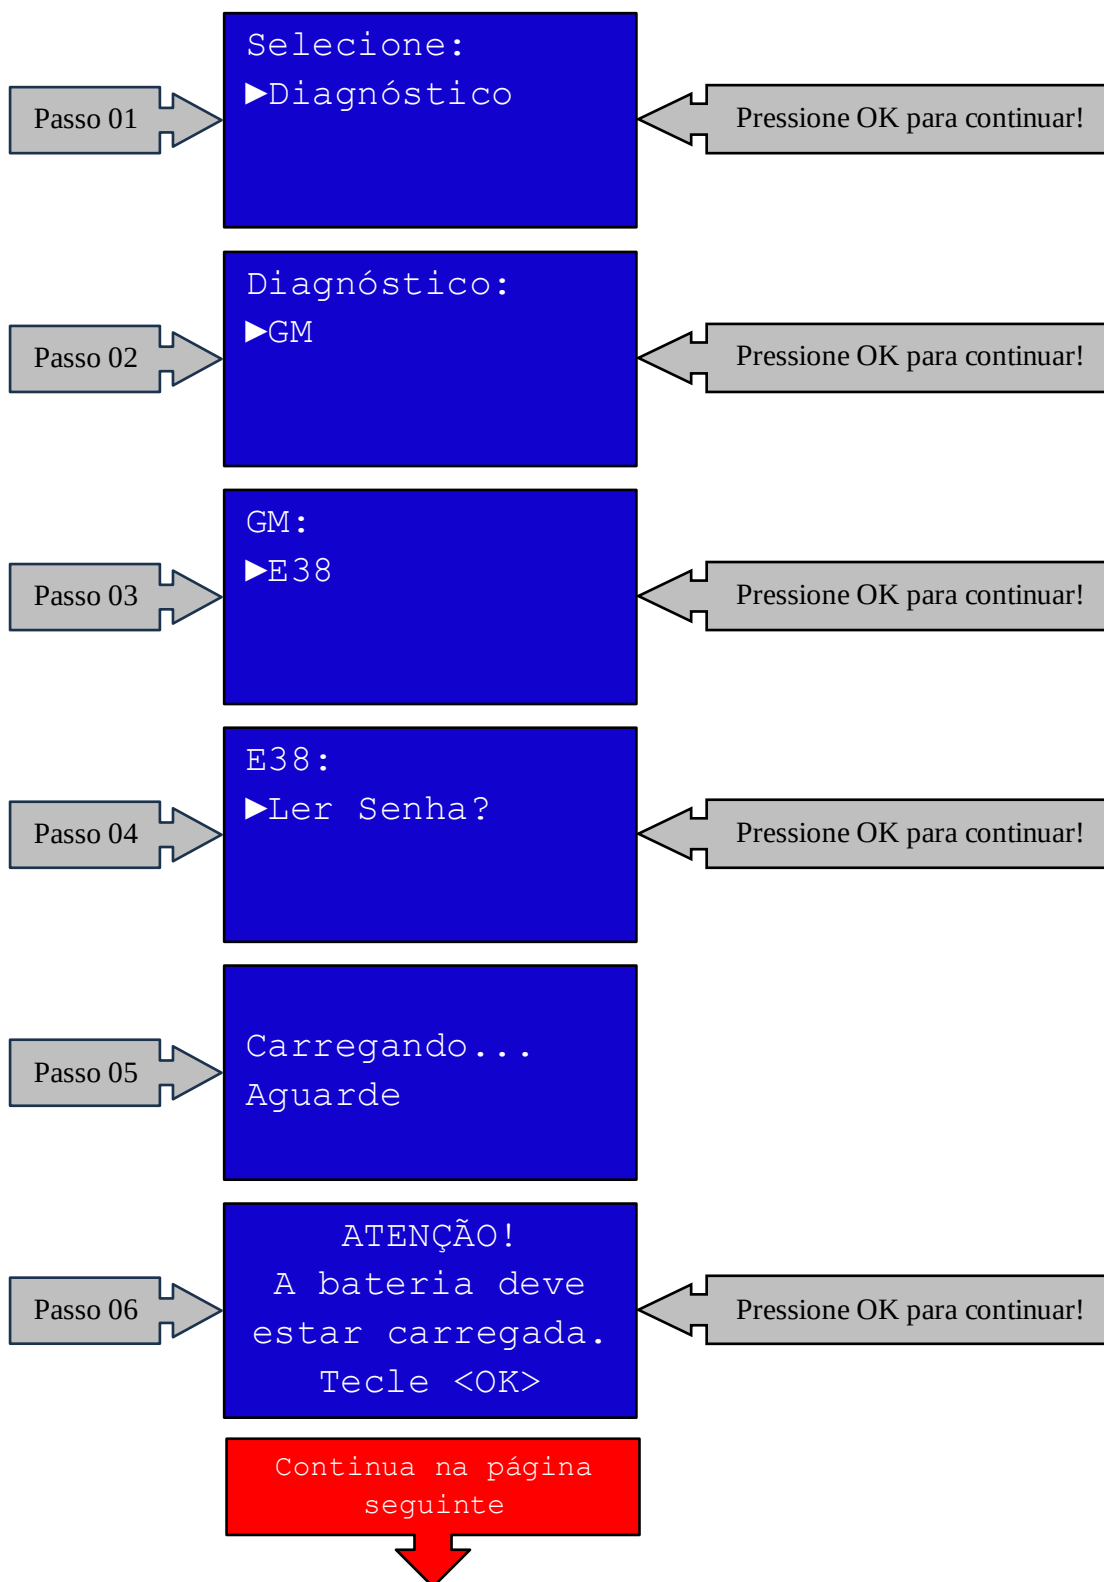 Passo 01
Selecione:
►Diagnóstico
Pressione OK para continuar!
Passo 02
Diagnóstico:
►GM
Pressione OK para continuar!
Passo 03
GM:
►E38
Pressione OK para continuar!
Passo 04
E38:
►Ler Senha?
Pressione OK para continuar!
Passo 05
Carregando...
Aguarde
Passo 06
ATENÇÃO!
A bateria deve
estar carregada.
Tecle <OK>
Pressione OK para continuar!
Continua na página
seguinte